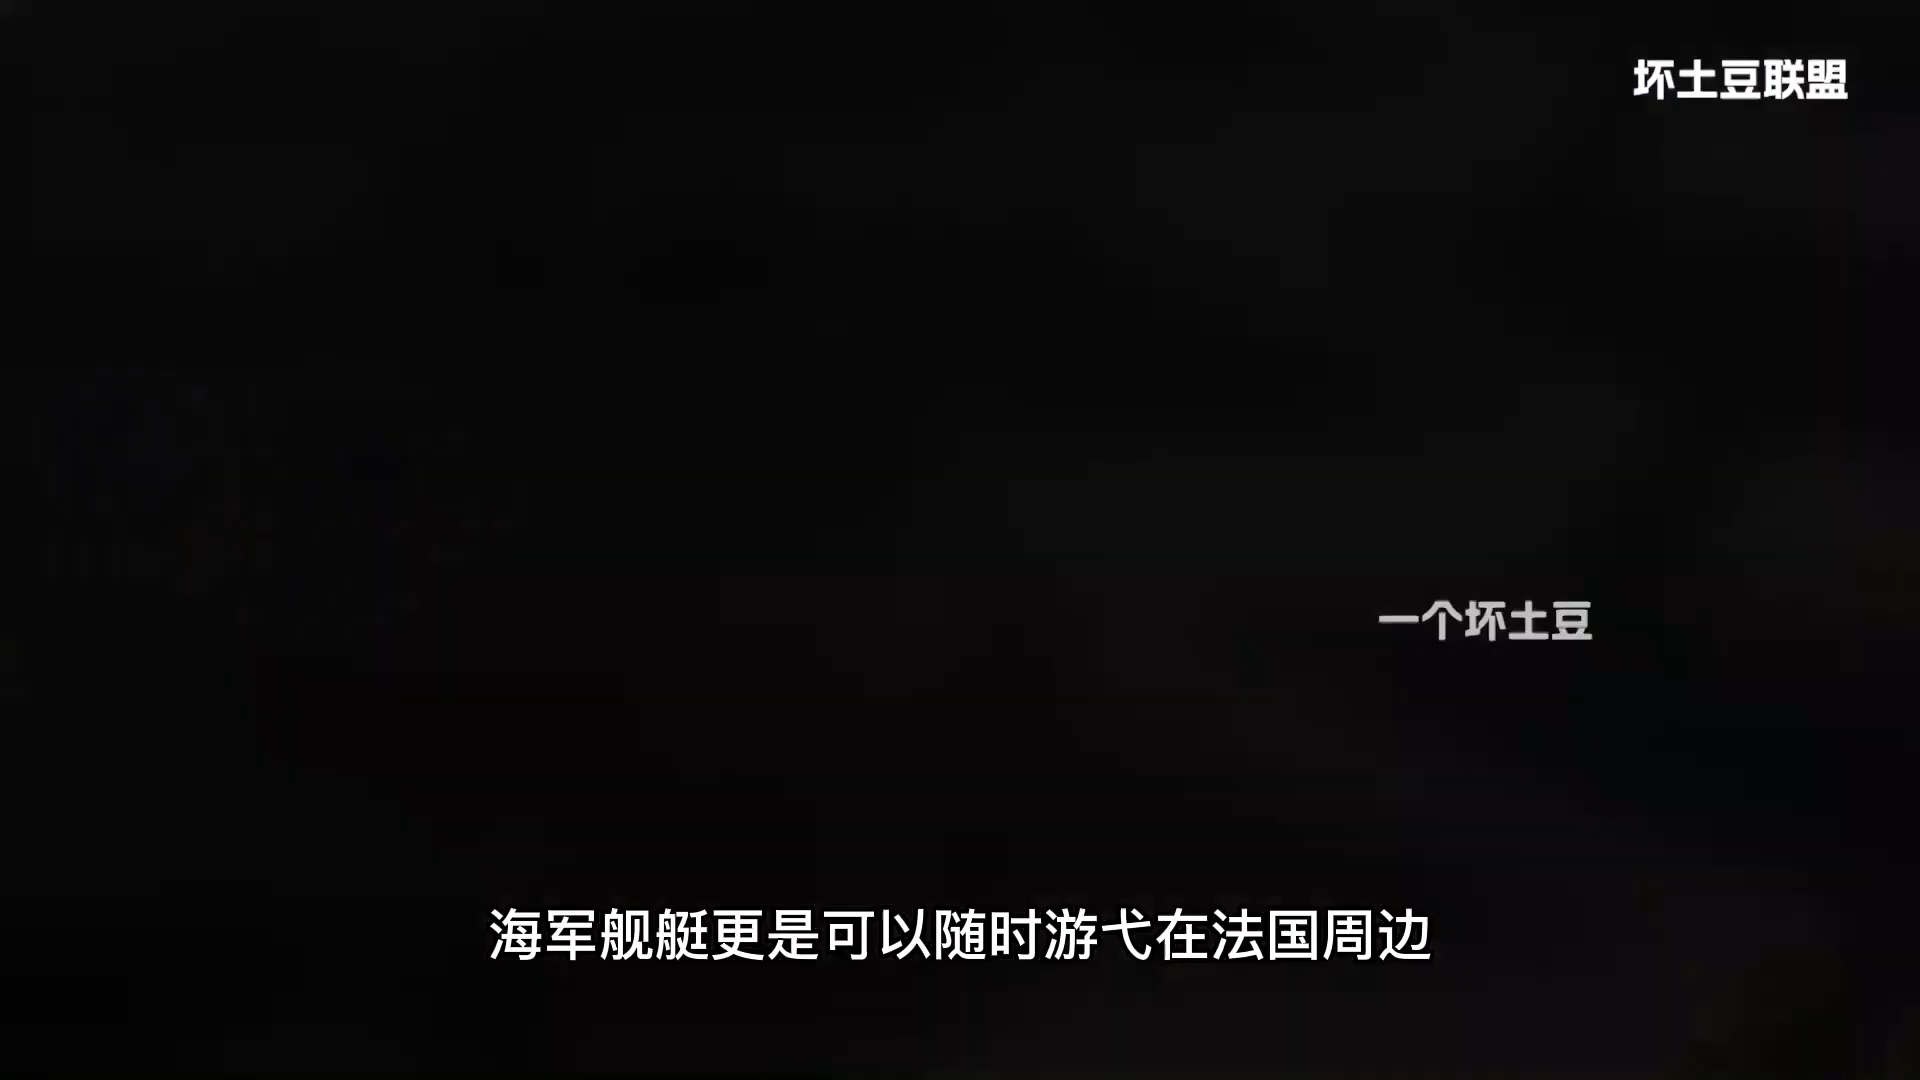 坏土豆联盟
一个坏土豆
海军舰艇更是可以随时游弋在法国周边